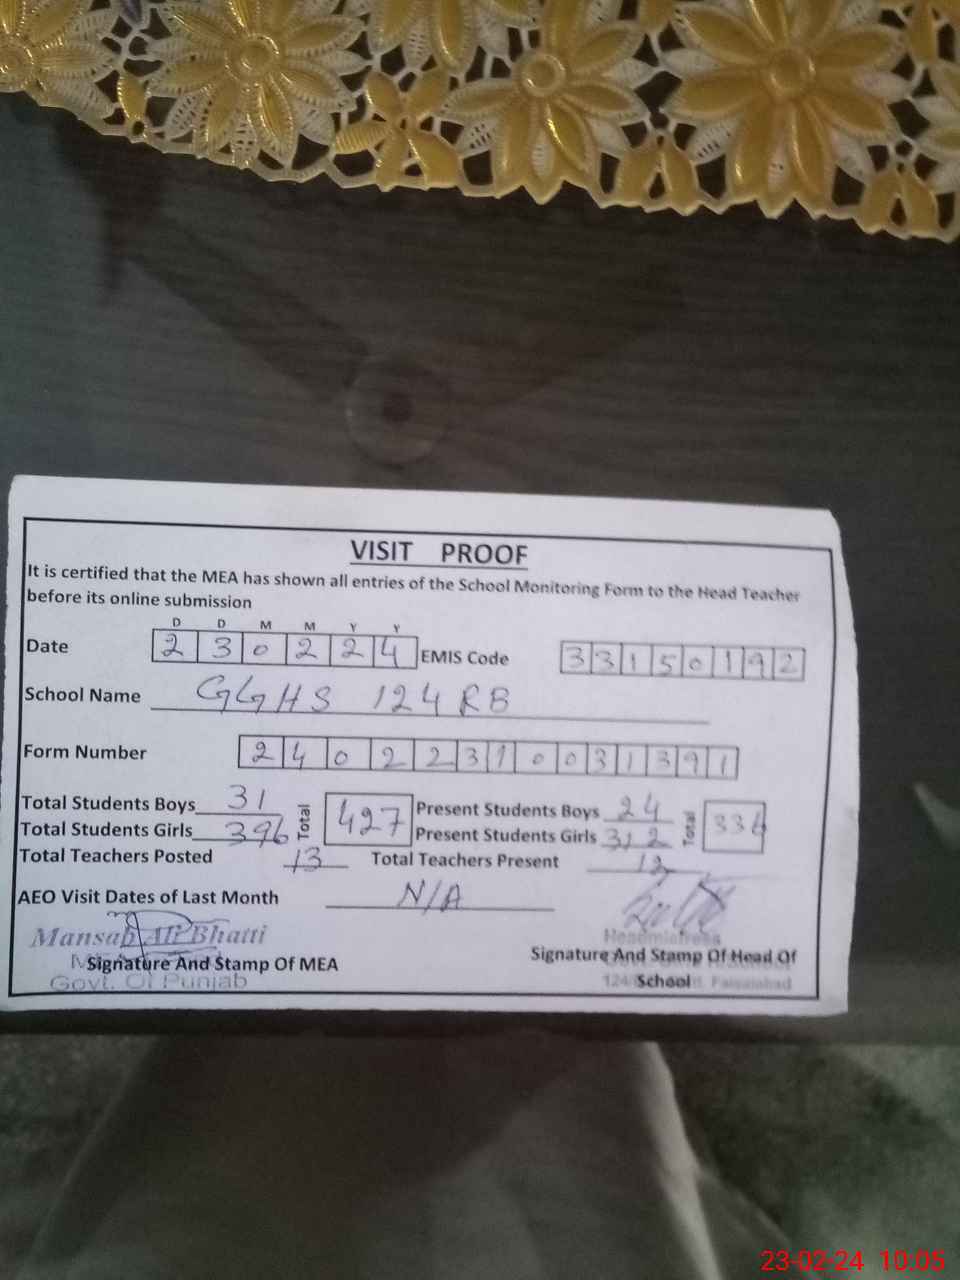 VISIT PROOF
It is certified that the MEA has shown all entries of the School Monitoring Form to the Head Teacher
before its online submission
D D M M Y Y
Date 2 3 0 2 2 4 EMIS Code 3 3 1 5 0 1 9 2
School Name GGHS 124 RB
Form Number 2 4 0 2 2 3 1 0 0 3 1 3 9 1
Total Students Boys 31 Total 427 Present Students Boys 24 Total 336
Total Students Girls 396 Present Students Girls 312
Total Teachers Posted 13 Total Teachers Present 12
AEO Visit Dates of Last Month N/A
Mansab Ali Bhatti
Headmistress
Signature And Stamp Of MEA Signature And Stamp Of Head Of
Govt. Of Punjab
School
124 Faisalabad
23-02-24 10:05